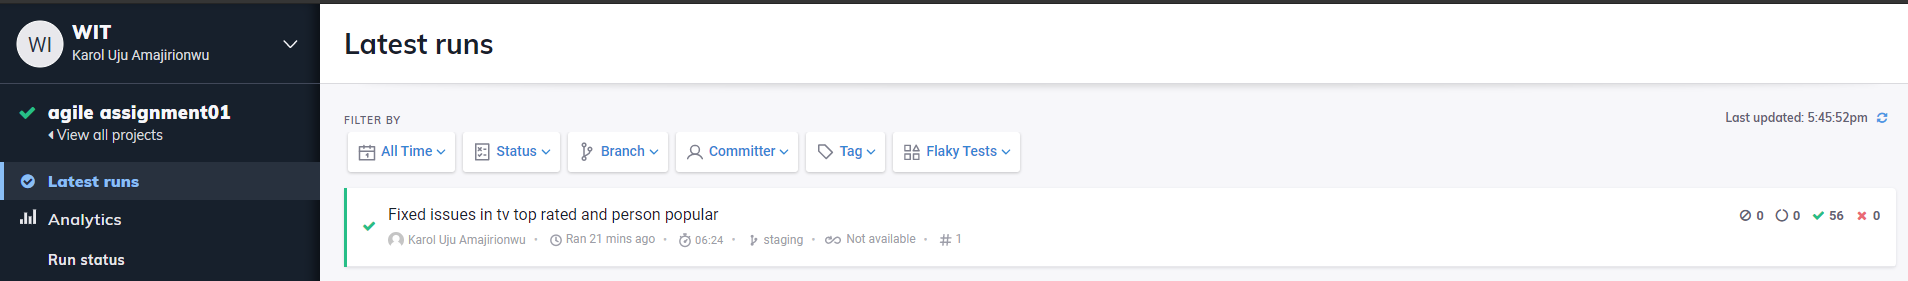 WI
WIT
Karol Uju Amajirionwu
agile assignment01
View all projects
Latest runs
Analytics
Run status
Latest runs
FILTER BY
Last updated: 5:45:52pm
All Time Status Branch Committer Tag Flaky Tests
Fixed issues in tv top rated and person popular
0 0 56 0
Karol Uju Amajirionwu • Ran 21 mins ago • 06:24 • staging • Not available • # 1